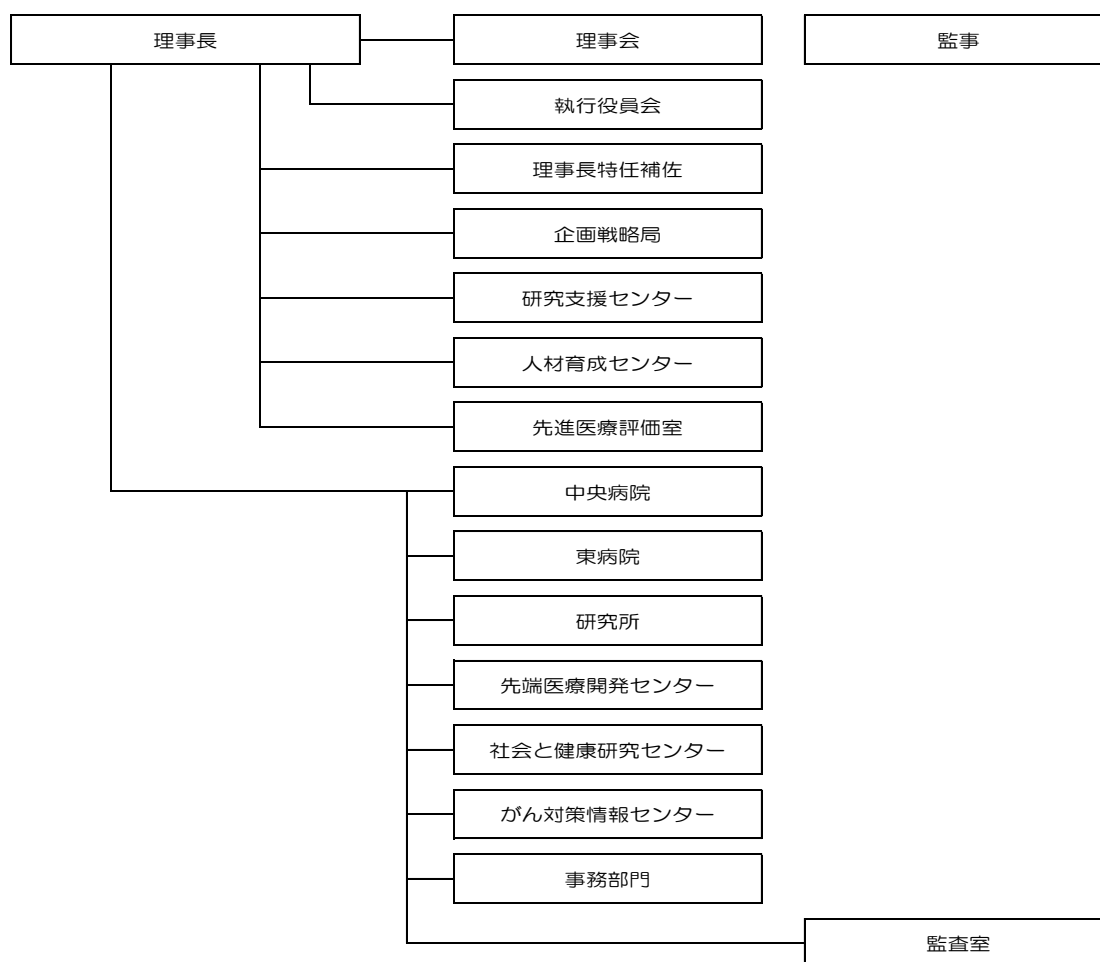 理事長
理事会
監事
執行役員会
理事長特任補佐
企画戦略局
研究支援センター
人材育成センター
先進医療評価室
中央病院
東病院
研究所
先端医療開発センター
社会と健康研究センター
がん対策情報センター
事務部門
監査室